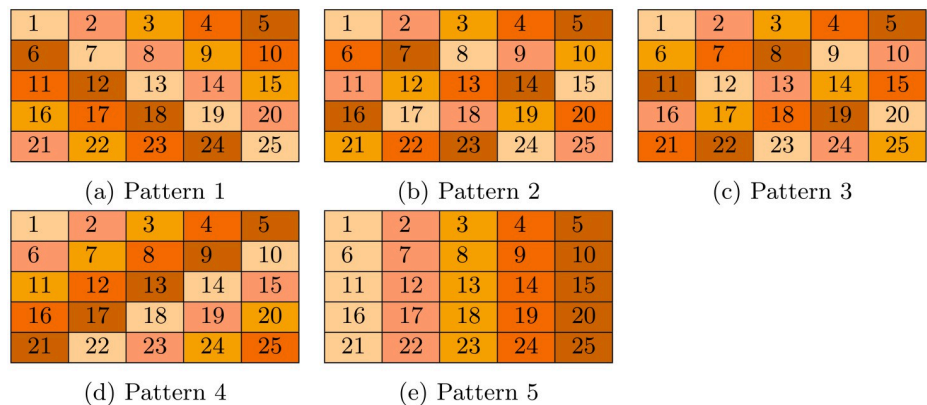 1 2 3 4 5 1 2 3 4 5 1 2 3 4 5
6 7 8 9 10 6 7 8 9 10 6 7 8 9 10
11 12 13 14 15 11 12 13 14 15 11 12 13 14 15
16 17 18 19 20 16 17 18 19 20 16 17 18 19 20
21 22 23 24 25 21 22 23 24 25 21 22 23 24 25
(a) Pattern 1 (b) Pattern 2 (c) Pattern 3
1 2 3 4 5 1 2 3 4 5
6 7 8 9 10 6 7 8 9 10
11 12 13 14 15 11 12 13 14 15
16 17 18 19 20 16 17 18 19 20
21 22 23 24 25 21 22 23 24 25
(d) Pattern 4 (e) Pattern 5